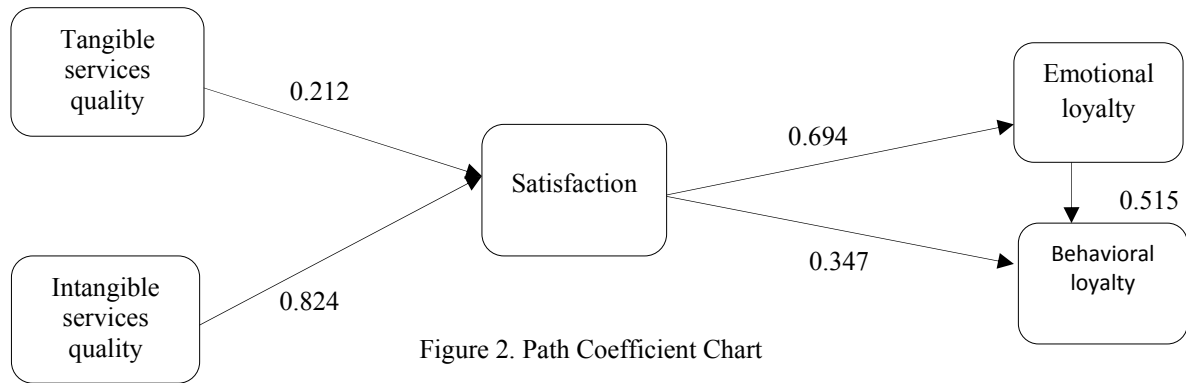 Tangible
services
quality
0.212
Intangible
services
quality
0.824
Satisfaction
0.694
0.347
Emotional
loyalty
0.515
Behavioral
loyalty
Figure 2. Path Coefficient Chart